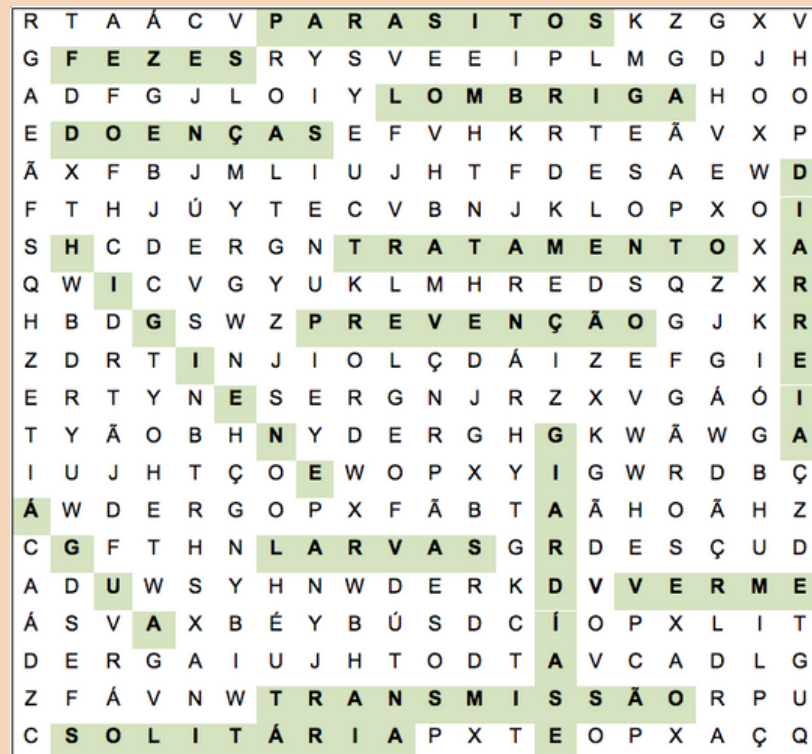 R T A Á C V P A R A S I T O S K Z G X V
G F E Z E S R Y S V E E I P L M G D J H
A D F G J L O I Y L O M B R I G A H O O
E D O E N Ç A S E F V H K R T E Ã V X P
Ã X F B J M L I U J H T F D E S A E W D
F T H J Ú Y T E C V B N J K L O P X O I
S H C D E R G N T R A T A M E N T O X A
Q W I C V G Y U K L M H R E D S Q Z X R
H B D G S W Z P R E V E N Ç Ã O G J K R
Z D R T I N J I O L Ç D Á I Z E F G I E
E R T Y N E S E R G N J R Z X V G Á Ó I
T Y Ã O B H N Y D E R G H G K W Ã W G A
I U J H T Ç O E W O P X Y I G W R D B Ç
Á W D E R G O P X F Ã B T A Ã H O Ã H Z
C G F T H N L A R V A S G R D E S Ç U D
A D U W S Y H N W D E R K D V V E R M E
Á S V A X B É Y B Ú S D C Í O P X L I T
D E R G A I U J H T O D T A V C A D L G
Z F Á V N W T R A N S M I S S Ã O R P U
C S O L I T Á R I A P X T E O P X A Ç Q